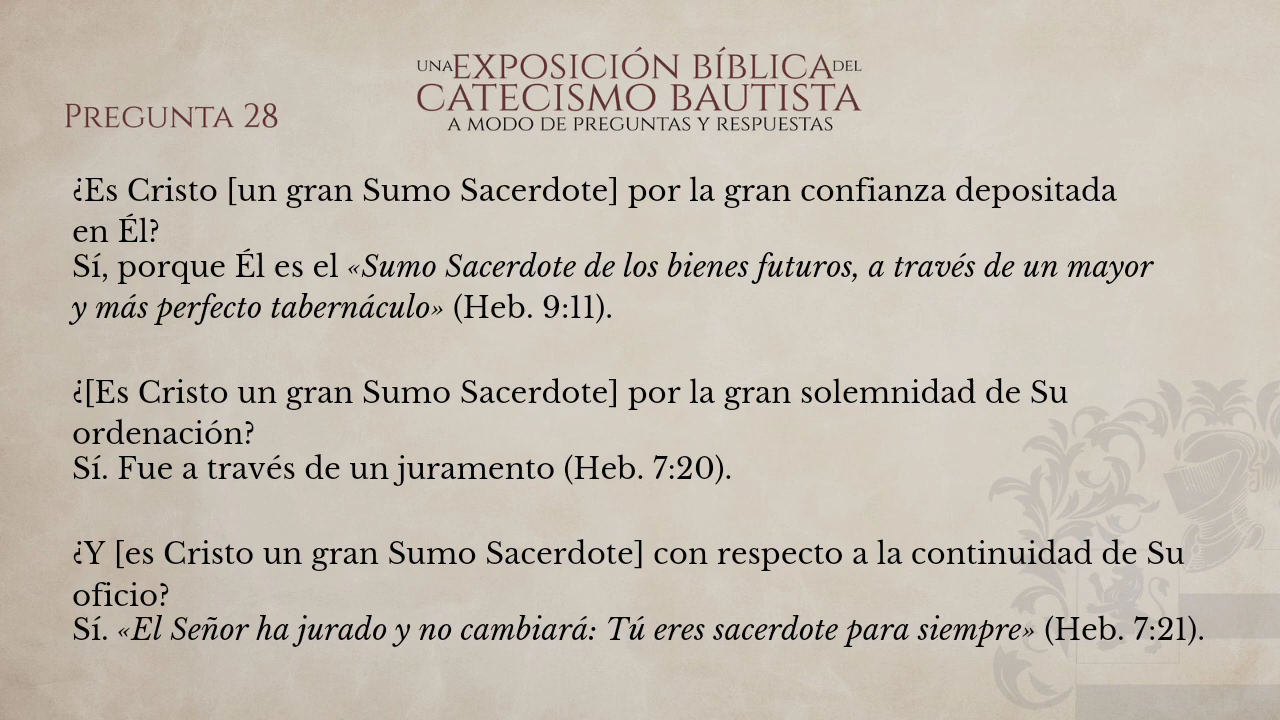 Pregunta 28
UNA EXPOSICIÓN BÍBLICA DEL
CATECISMO BAUTISTA
A MODO DE PREGUNTAS Y RESPUESTAS
¿Es Cristo [un gran Sumo Sacerdote] por la gran confianza depositada
en Él?
Sí, porque Él es el «Sumo Sacerdote de los bienes futuros, a través de un mayor
y más perfecto tabernáculo» (Heb. 9:11).
¿[Es Cristo un gran Sumo Sacerdote] por la gran solemnidad de Su
ordenación?
Sí. Fue a través de un juramento (Heb. 7:20).
¿Y [es Cristo un gran Sumo Sacerdote] con respecto a la continuidad de Su
oficio?
Sí. «El Señor ha jurado y no cambiará: Tú eres sacerdote para siempre» (Heb. 7:21).